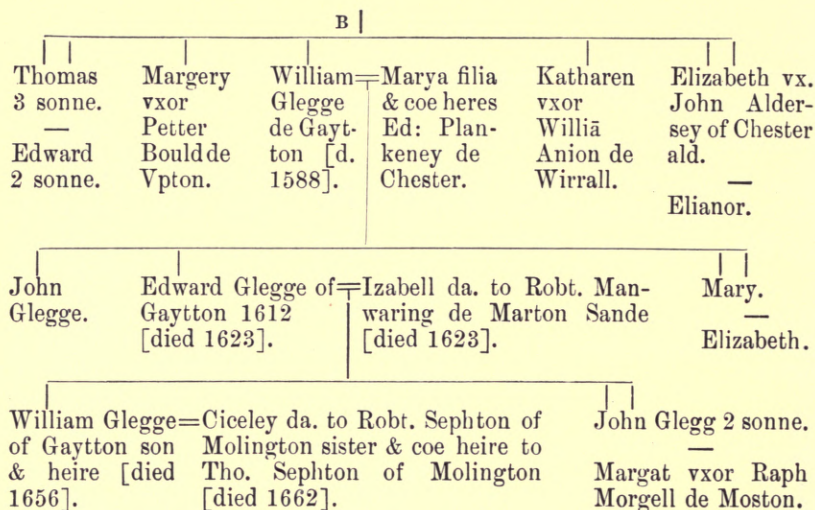 B
Thomas
3 sonne.
—
Edward
2 sonne.
Margery
vxor
Petter
Bould de
Vpton.
William
Glegge
de Gayt-
ton [d.
1588].
Marya filia
& coe heres
Ed: Plan-
keney de
Chester.
Katharen
vxor
Williā
Anion de
Wirrall.
Elizabeth vx.
John Alder-
sey of Chester
ald.
—
Elianor.
John
Glegge.
Edward Glegge of
Gaytton 1612
[died 1623].
Izabell da. to Robt. Man-
waring de Marton Sande
[died 1623].
Mary.
—
Elizabeth.
William Glegge
of Gaytton son
& heire [died
1656].
Ciceley da. to Robt. Sephton of
Molington sister & coe heire to
Tho. Sephton of Molington
[died 1662].
John Glegg 2 sonne.
—
Margat vxor Raph
Morgell de Moston.